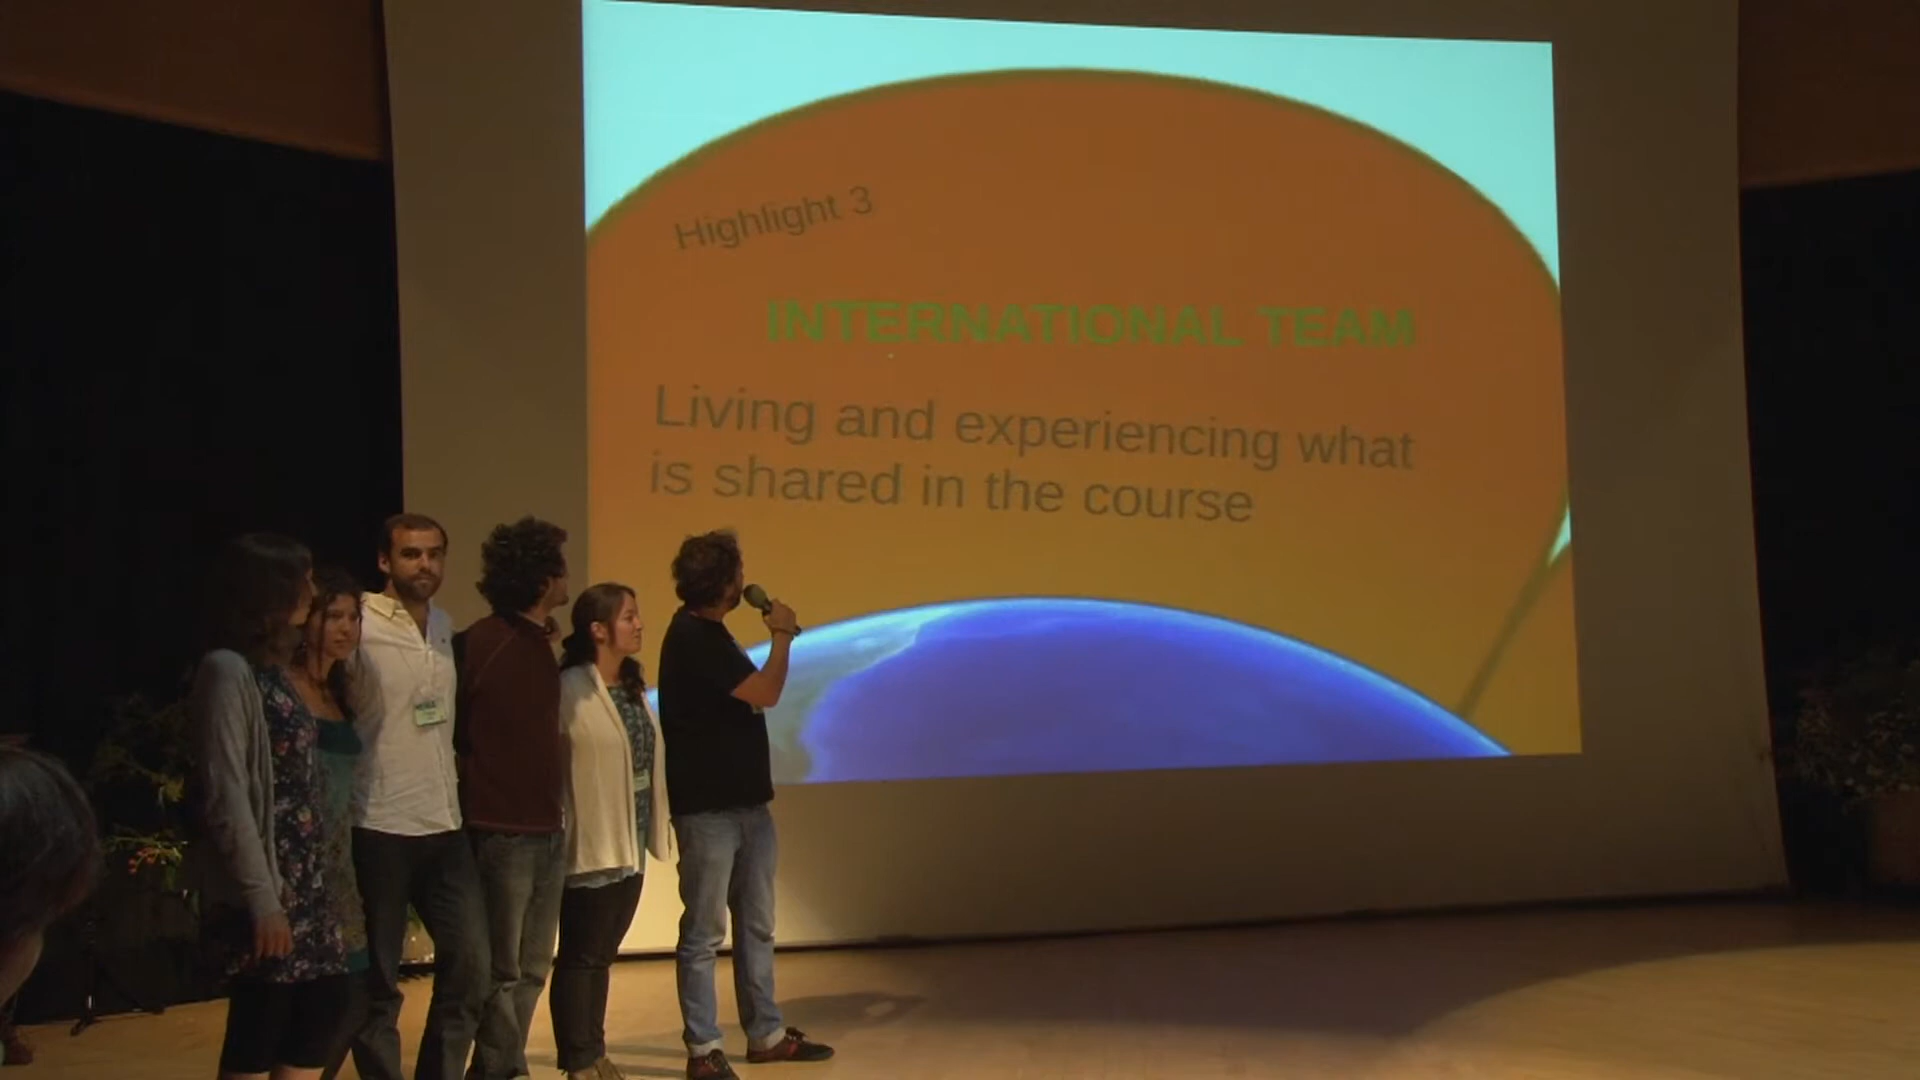 Highlight 3
INTERNATIONAL TEAM
Living and experiencing what
is shared in the course